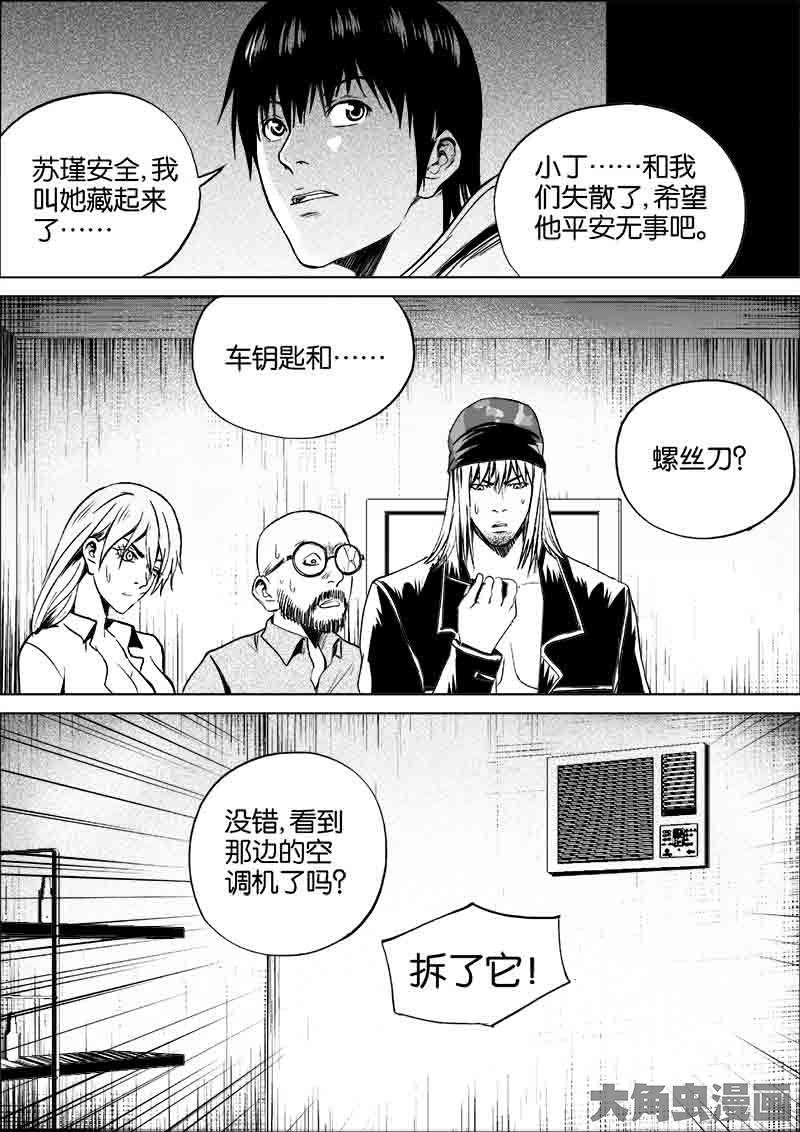 苏瑾安全,我
叫她藏起来
了……
小丁……和我
们失散了,希望
他平安无事吧。
车钥匙和……
螺丝刀?
没错,看到
那边的空
调机了吗?
拆了它!
大角虫漫画